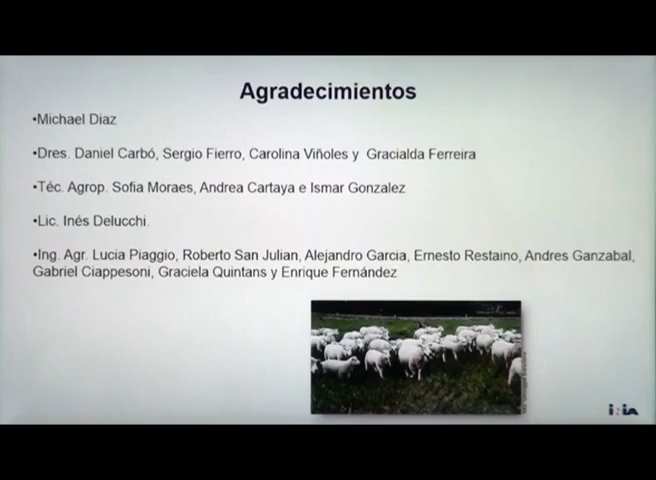 Agradecimientos
•Michael Diaz
•Dres. Daniel Carbó, Sergio Fierro, Carolina Viñoles y Gracialda Ferreira
•Téc. Agrop. Sofia Moraes, Andrea Cartaya e Ismar Gonzalez
•Lic. Inés Delucchi.
•Ing. Agr. Lucia Piaggio, Roberto San Julian, Alejandro Garcia, Ernesto Restaino, Andres Ganzabal,
Gabriel Ciappesoni, Graciela Quintans y Enrique Fernández